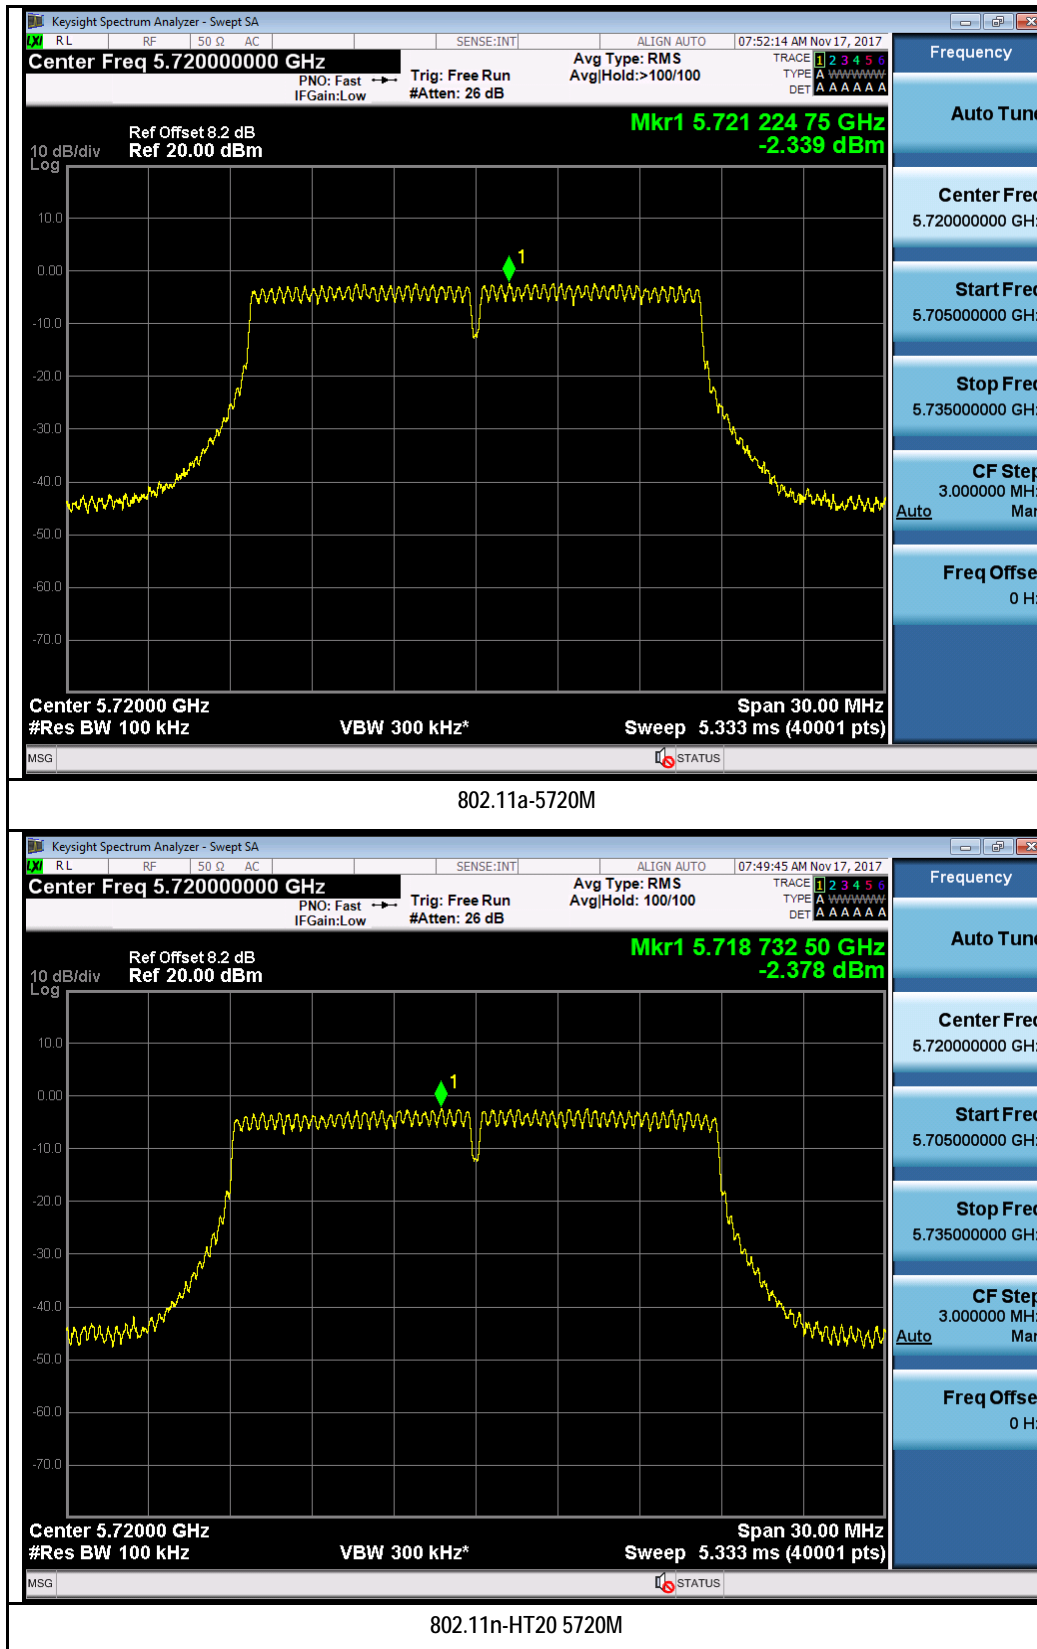 Keysight Spectrum Analyzer - Swept SA
LXI RL RF 50 Ω AC SENSE:INT ALIGN AUTO 07:52:14 AM Nov 17, 2017
Center Freq 5.720000000 GHz
PNO: Fast
IFGain:Low
Trig: Free Run
#Atten: 26 dB
Avg Type: RMS
Avg|Hold:>100/100
TRACE 1 2 3 4 5 6
TYPE A WWWWW
DET A A A A A A
Frequency
Auto Tune
Mkr1 5.721 224 75 GHz
-2.339 dBm
Ref Offset 8.2 dB
10 dB/div Ref 20.00 dBm
Log
10.0
0.00
-10.0
-20.0
-30.0
-40.0
-50.0
-60.0
-70.0
1
Center Freq
5.720000000 GHz
Start Freq
5.705000000 GHz
Stop Freq
5.735000000 GHz
CF Step
3.000000 MHz
Auto Man
Freq Offset
0 Hz
Center 5.72000 GHz Span 30.00 MHz
#Res BW 100 kHz VBW 300 kHz* Sweep 5.333 ms (40001 pts)
MSG STATUS
802.11a-5720M
Keysight Spectrum Analyzer - Swept SA
LXI RL RF 50 Ω AC SENSE:INT ALIGN AUTO 07:49:45 AM Nov 17, 2017
Center Freq 5.720000000 GHz
PNO: Fast
IFGain:Low
Trig: Free Run
#Atten: 26 dB
Avg Type: RMS
Avg|Hold: 100/100
TRACE 1 2 3 4 5 6
TYPE A WWWWW
DET A A A A A A
Frequency
Auto Tune
Mkr1 5.718 732 50 GHz
-2.378 dBm
Ref Offset 8.2 dB
10 dB/div Ref 20.00 dBm
Log
10.0
0.00
-10.0
-20.0
-30.0
-40.0
-50.0
-60.0
-70.0
1
Center Freq
5.720000000 GHz
Start Freq
5.705000000 GHz
Stop Freq
5.735000000 GHz
CF Step
3.000000 MHz
Auto Man
Freq Offset
0 Hz
Center 5.72000 GHz Span 30.00 MHz
#Res BW 100 kHz VBW 300 kHz* Sweep 5.333 ms (40001 pts)
MSG STATUS
802.11n-HT20 5720M